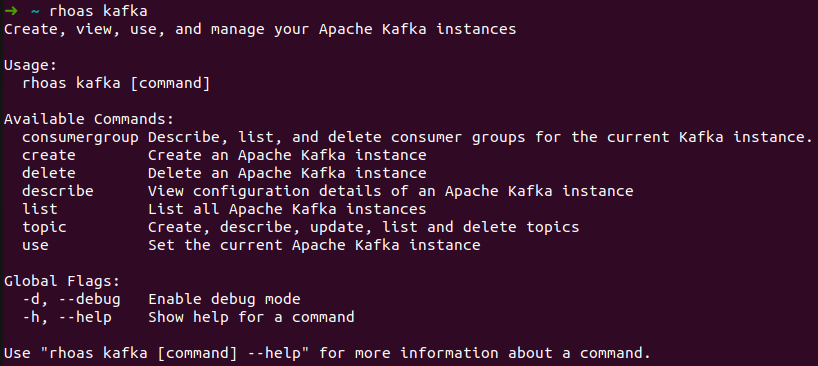 ➜ ~ rhoas kafka
Create, view, use, and manage your Apache Kafka instances
Usage:
rhoas kafka [command]
Available Commands:
consumergroup Describe, list, and delete consumer groups for the current Kafka instance.
create Create an Apache Kafka instance
delete Delete an Apache Kafka instance
describe View configuration details of an Apache Kafka instance
list List all Apache Kafka instances
topic Create, describe, update, list and delete topics
use Set the current Apache Kafka instance
Global Flags:
-d, --debug Enable debug mode
-h, --help Show help for a command
Use "rhoas kafka [command] --help" for more information about a command.